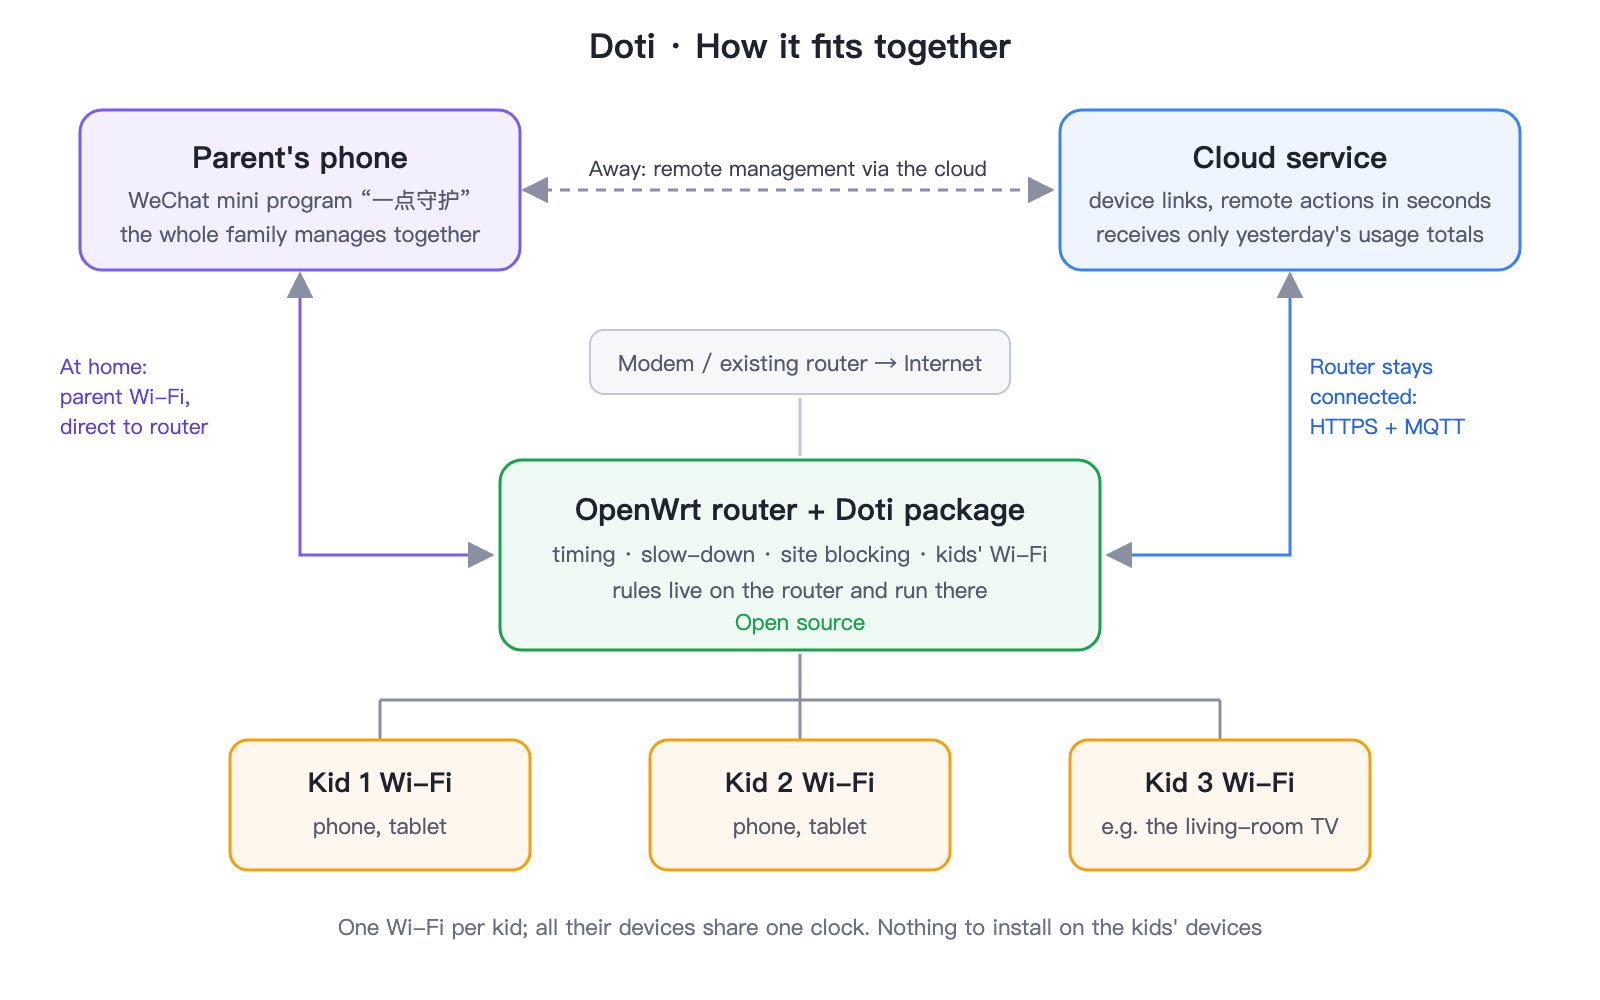 Doti · How it fits together
Parent's phone
WeChat mini program “一点守护”
the whole family manages together
Away: remote management via the cloud
Cloud service
device links, remote actions in seconds
receives only yesterday's usage totals
At home:
parent Wi-Fi,
direct to router
Modem / existing router → Internet
Router stays
connected:
HTTPS + MQTT
OpenWrt router + Doti package
timing · slow-down · site blocking · kids' Wi-Fi
rules live on the router and run there
Open source
Kid 1 Wi-Fi
phone, tablet
Kid 2 Wi-Fi
phone, tablet
Kid 3 Wi-Fi
e.g. the living-room TV
One Wi-Fi per kid; all their devices share one clock. Nothing to install on the kids' devices